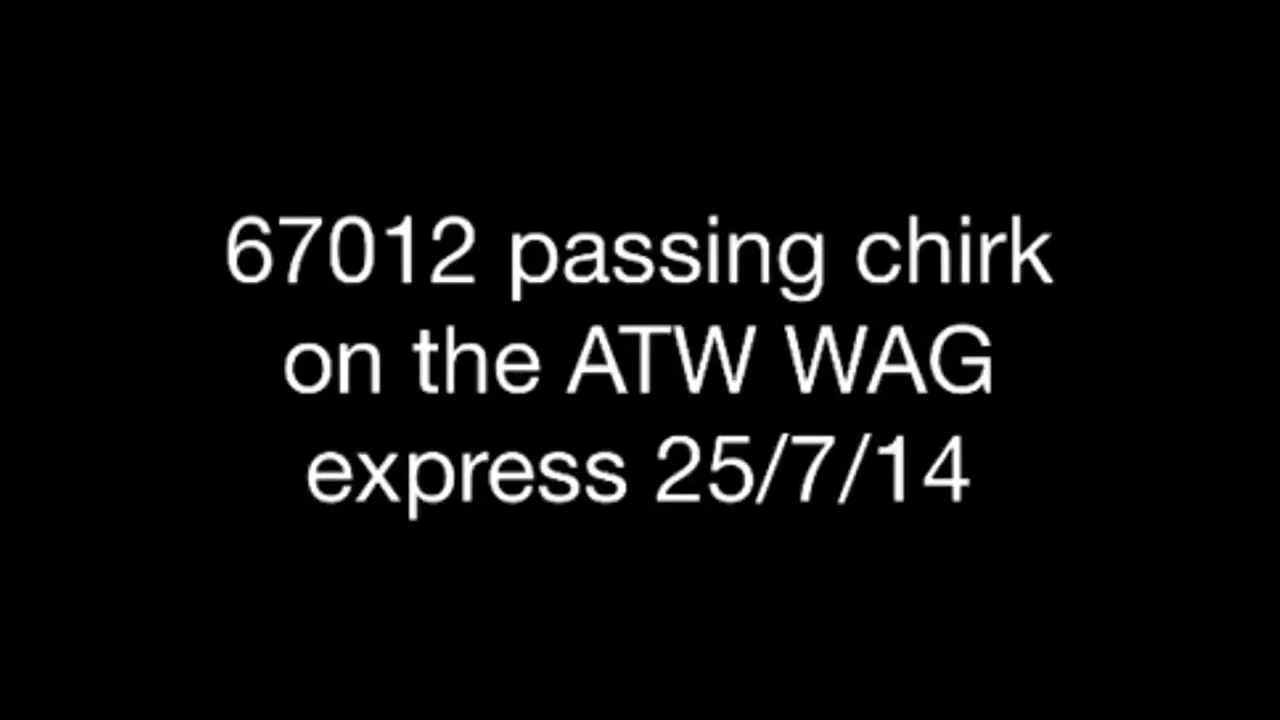 67012 passing chirk
on the ATW WAG
express 25/7/14